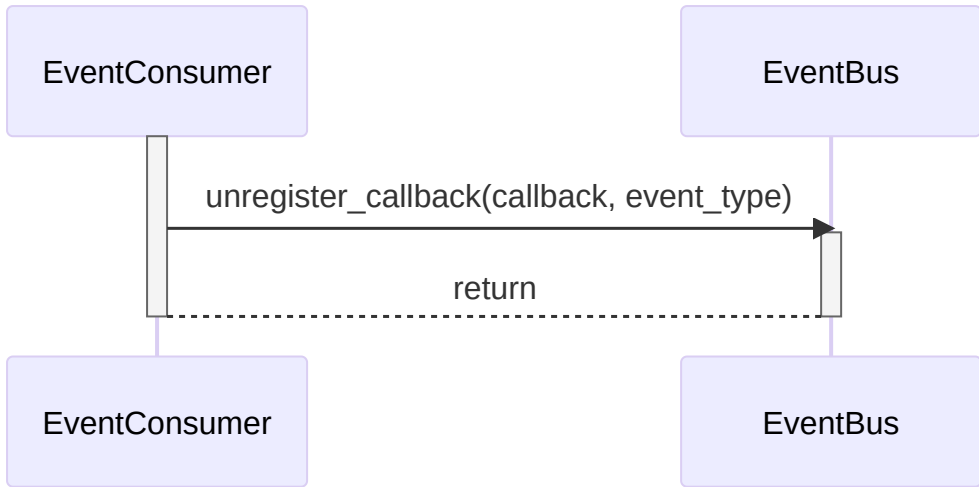 EventConsumer
EventBus
unregister_callback(callback, event_type)
return
EventConsumer
EventBus